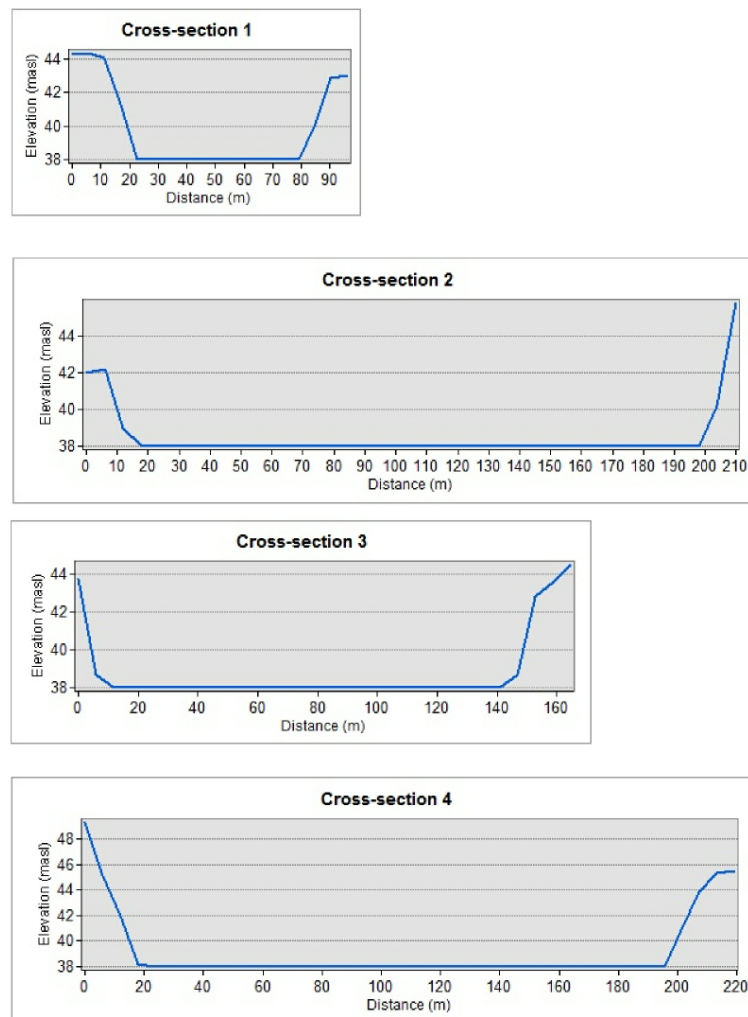 Cross-section 1
Elevation (masl)
44
42
40
38
0 10 20 30 40 50 60 70 80 90
Distance (m)
Cross-section 2
Elevation (masl)
44
42
40
38
0 10 20 30 40 50 60 70 80 90 100 110 120 130 140 150 160 170 180 190 200 210
Distance (m)
Cross-section 3
Elevation (masl)
44
42
40
38
0 20 40 60 80 100 120 140 160
Distance (m)
Cross-section 4
Elevation (masl)
48
46
44
42
40
38
0 20 40 60 80 100 120 140 160 180 200 220
Distance (m)